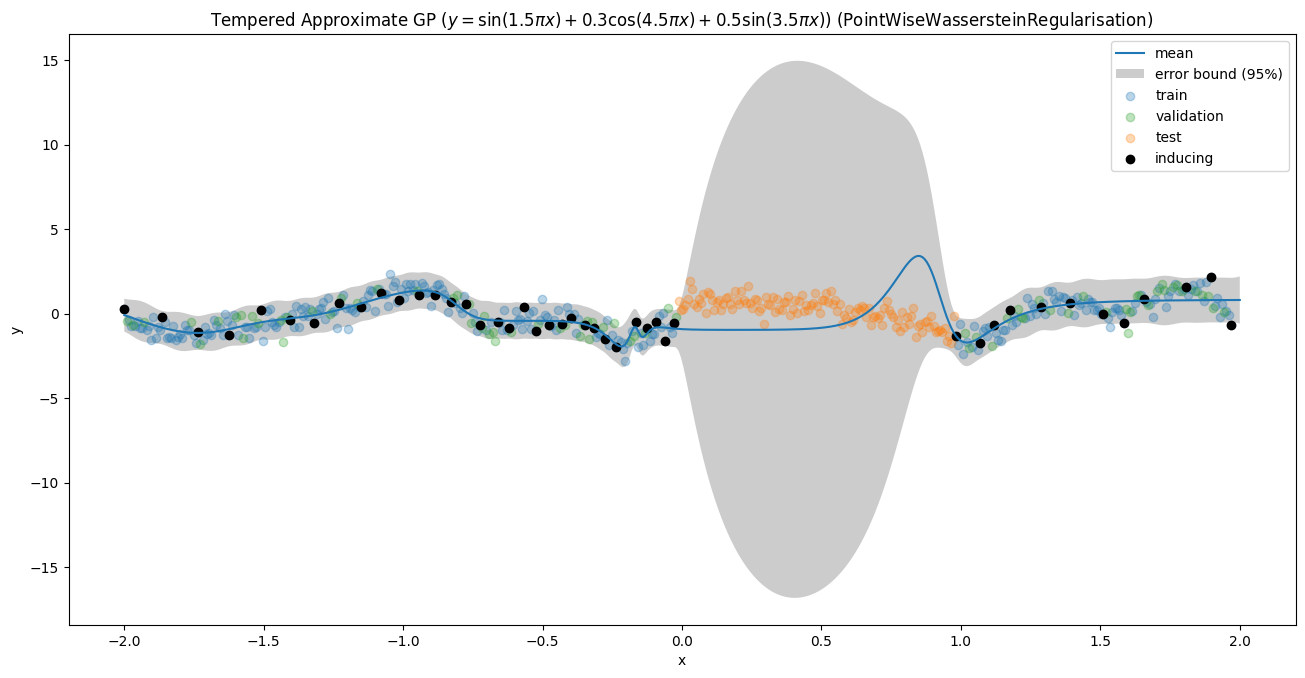 Tempered Approximate GP (y = sin(1.5πx) + 0.3cos(4.5πx) + 0.5sin(3.5πx)) (PointWiseWassersteinRegularisation)
mean
error bound (95%)
train
validation
test
inducing
15
10
5
0
−5
−10
−15
y
−2.0 −1.5 −1.0 −0.5 0.0 0.5 1.0 1.5 2.0
x